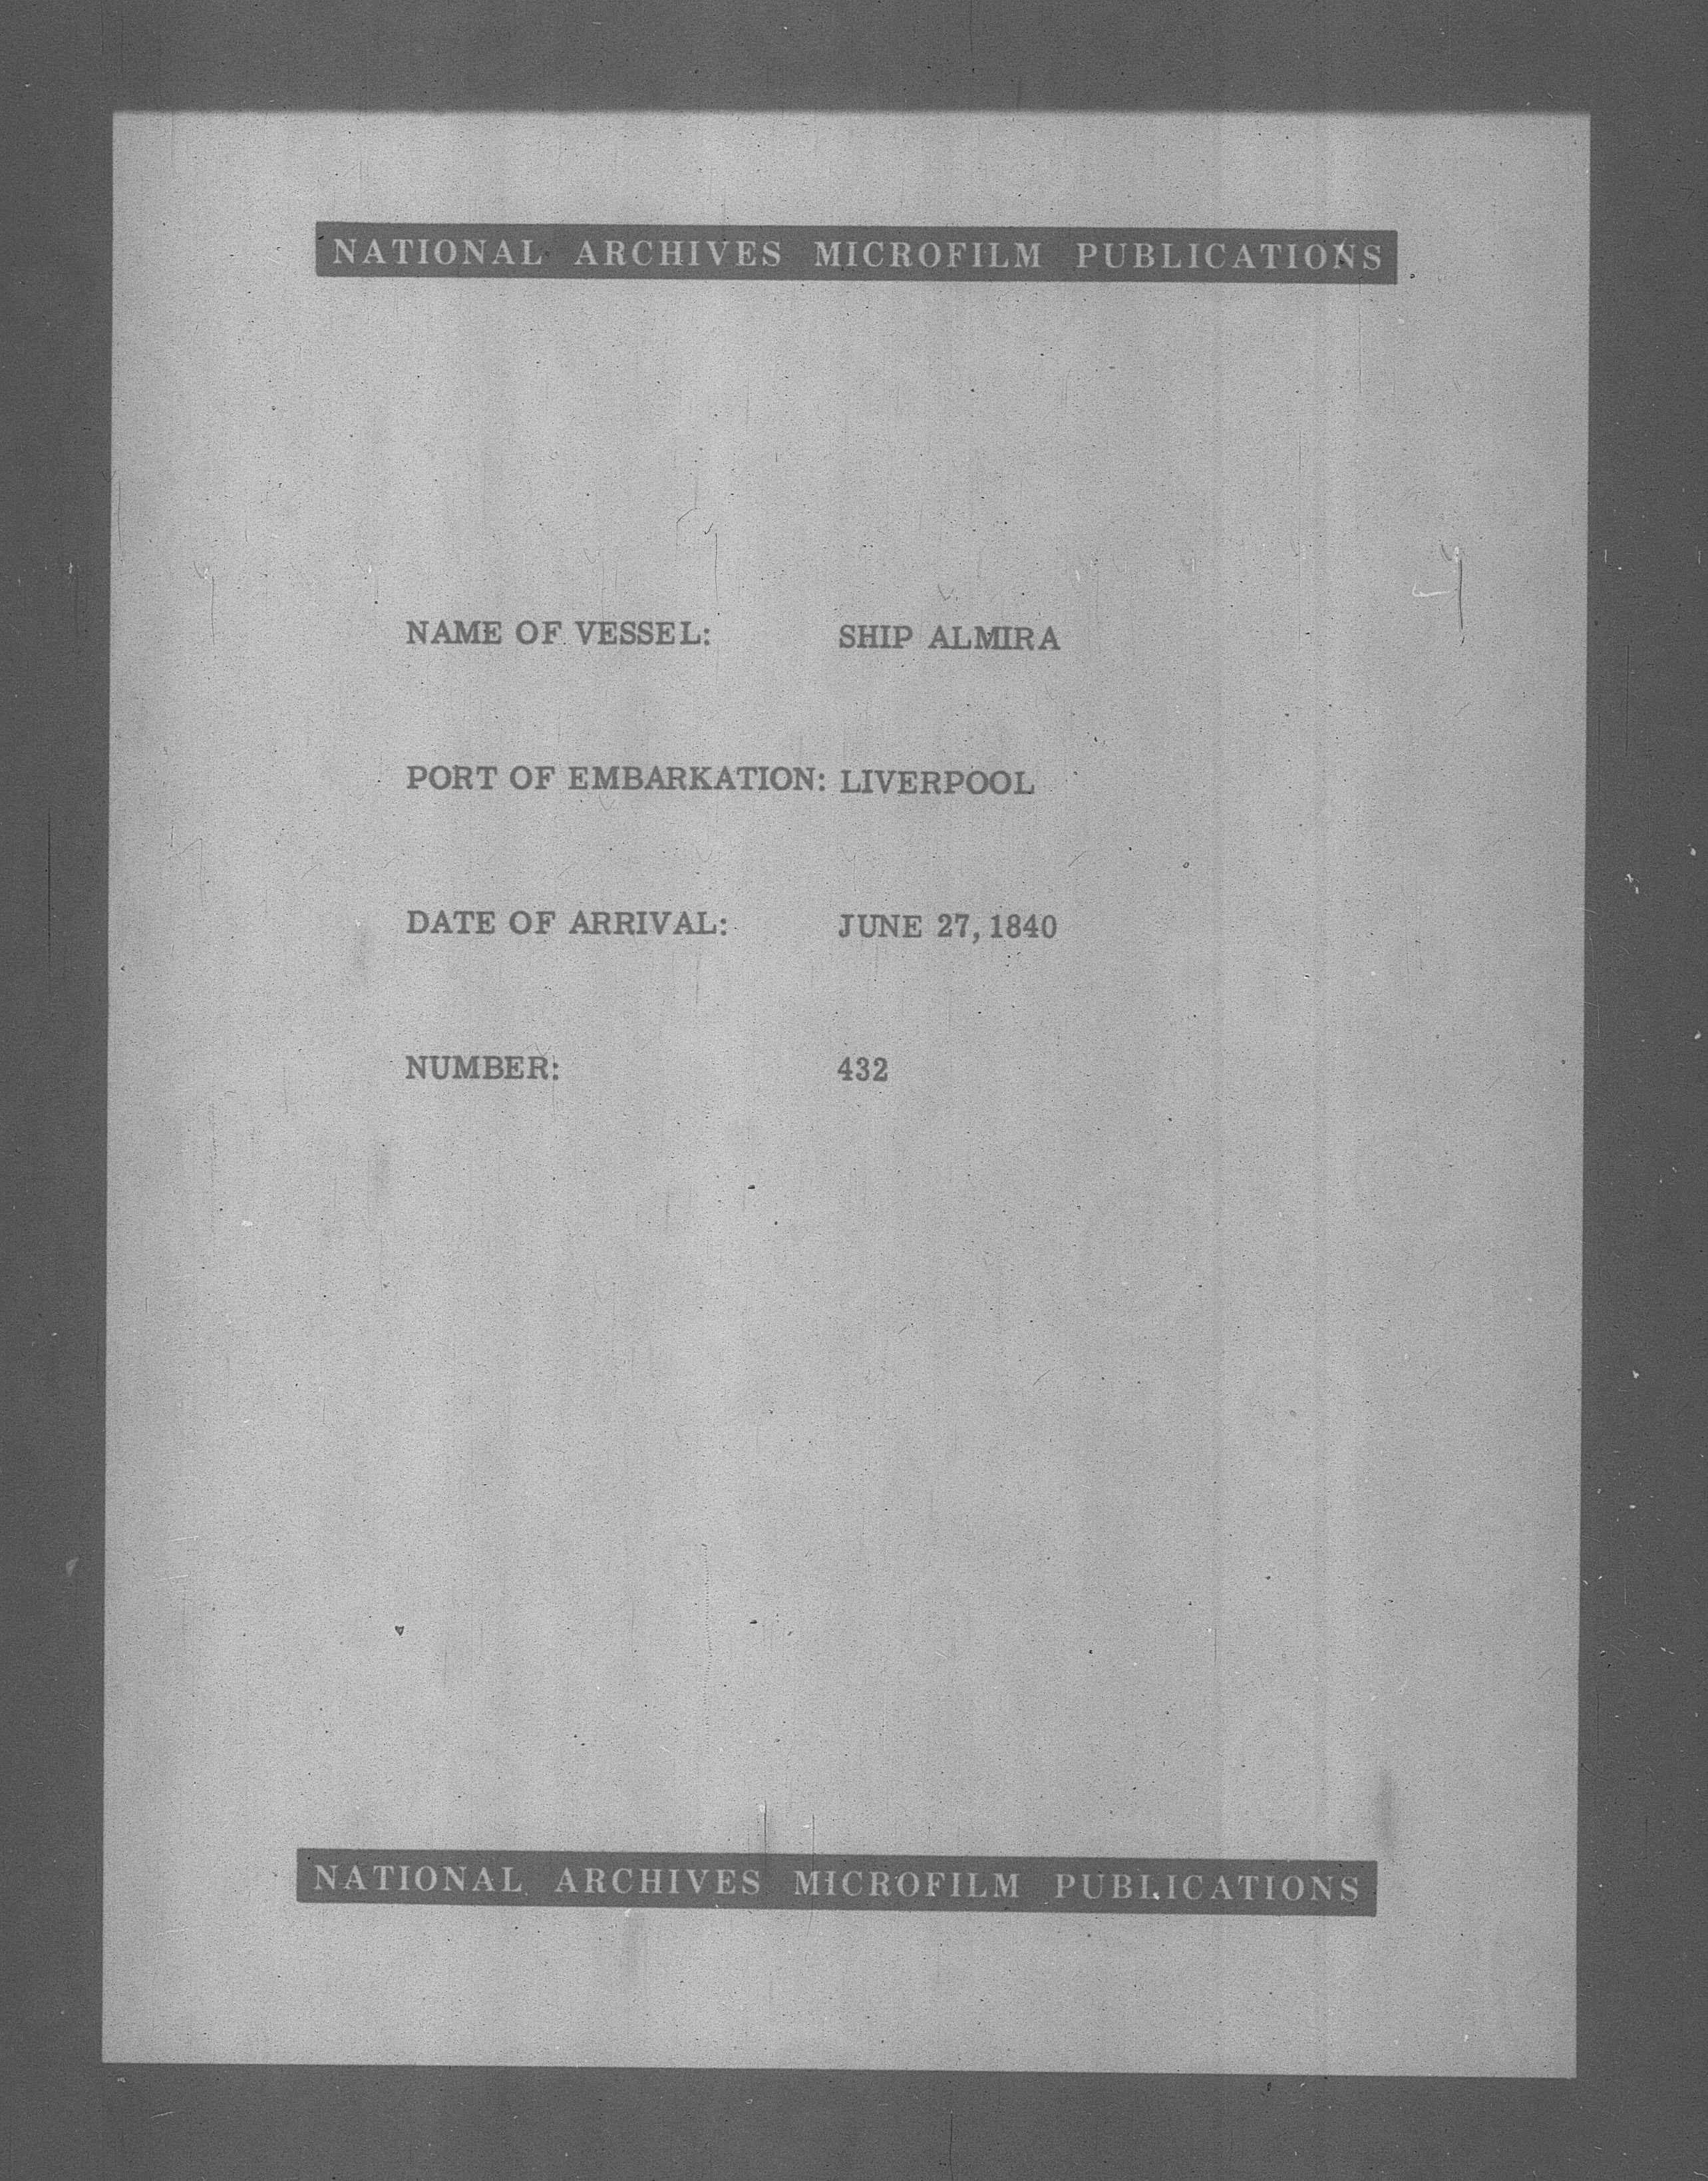 NATIONAL ARCHIVES MICROFILM PUBLICATIONS
NAME OF VESSEL: SHIP ALMIRA
PORT OF EMBARKATION: LIVERPOOL
DATE OF ARRIVAL: JUNE 27, 1840
NUMBER: 432
NATIONAL ARCHIVES MICROFILM PUBLICATIONS